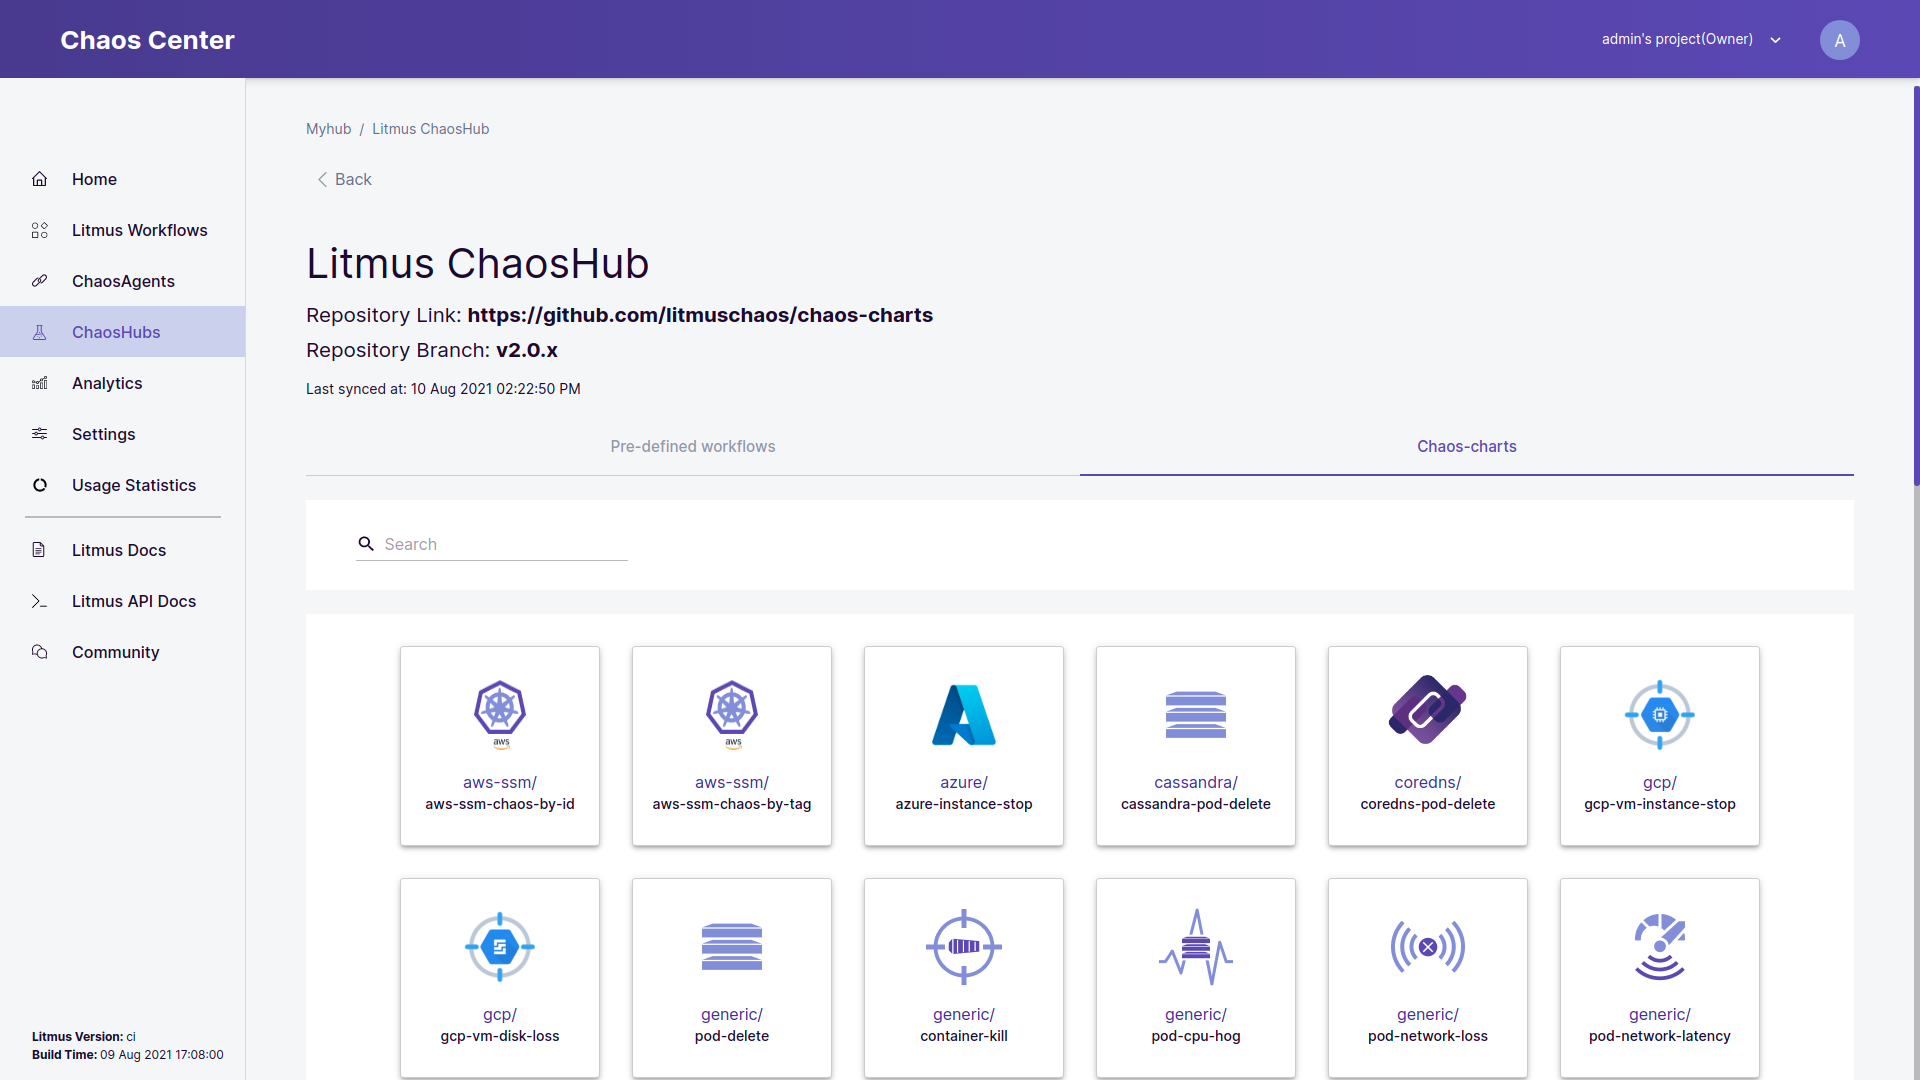 Chaos Center
admin's project(Owner)
A
Home
Litmus Workflows
ChaosAgents
ChaosHubs
Analytics
Settings
Usage Statistics
Litmus Docs
Litmus API Docs
Community
Litmus Version: ci
Build Time: 09 Aug 2021 17:08:00
Myhub / Litmus ChaosHub
Back
Litmus ChaosHub
Repository Link: https://github.com/litmuschaos/chaos-charts
Repository Branch: v2.0.x
Last synced at: 10 Aug 2021 02:22:50 PM
Pre-defined workflows
Chaos-charts
Search
aws
aws-ssm/
aws-ssm-chaos-by-id
aws
aws-ssm/
aws-ssm-chaos-by-tag
azure/
azure-instance-stop
cassandra/
cassandra-pod-delete
coredns/
coredns-pod-delete
gcp/
gcp-vm-instance-stop
gcp/
gcp-vm-disk-loss
generic/
pod-delete
generic/
container-kill
generic/
pod-cpu-hog
generic/
pod-network-loss
generic/
pod-network-latency